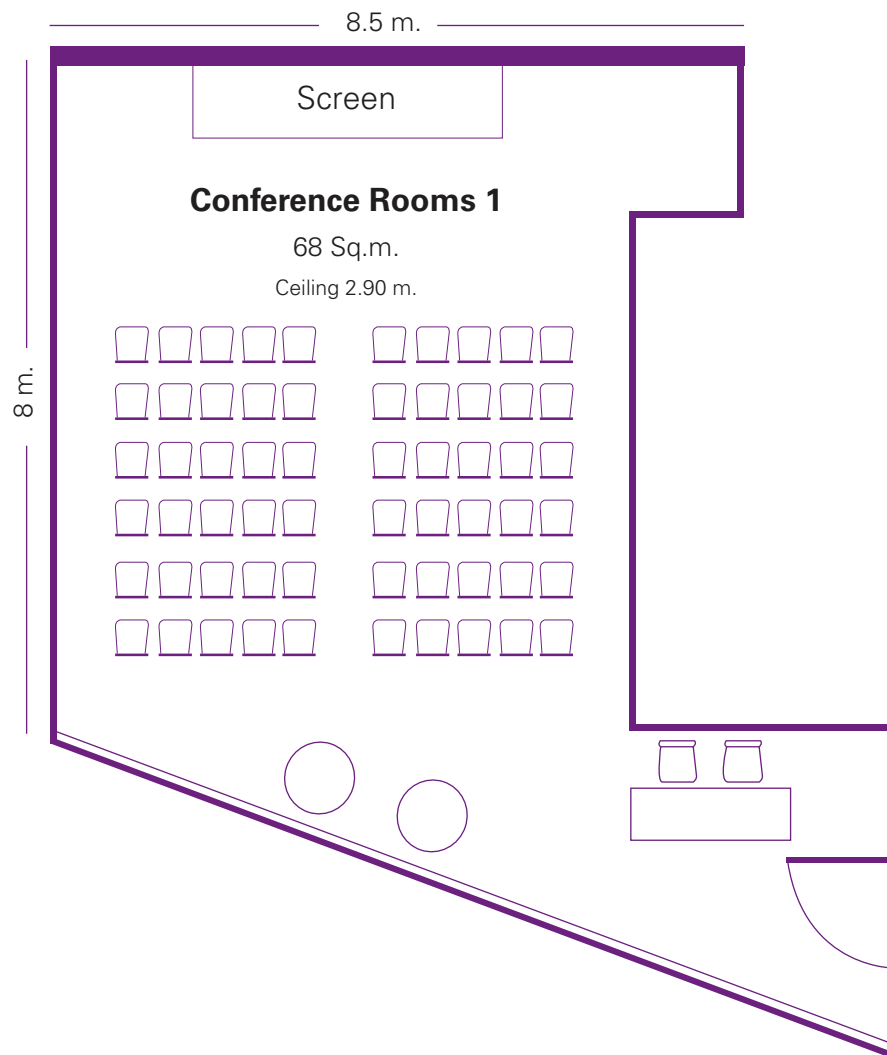 8.5 m.
Screen
Conference Rooms 1
68 Sq.m.
Ceiling 2.90 m.
8 m.